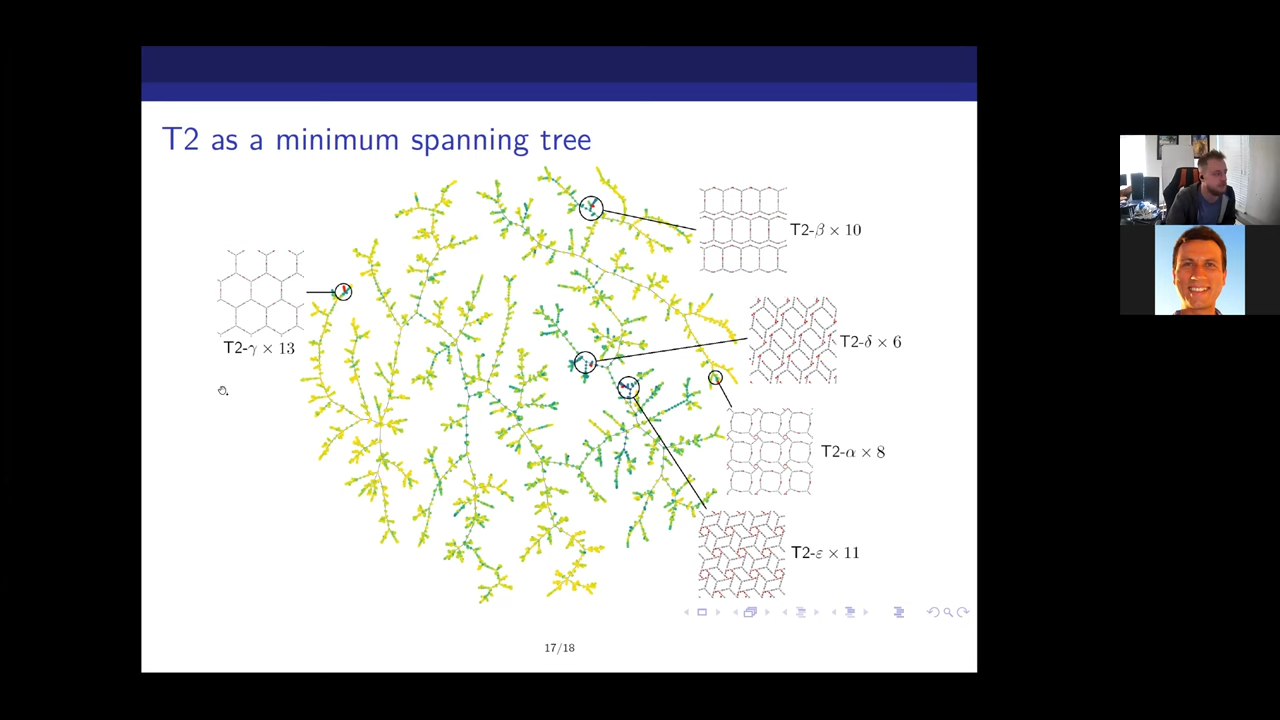 T2 as a minimum spanning tree
T2-β × 10
T2-γ × 13
T2-δ × 6
T2-α × 8
T2-ε × 11
17/18